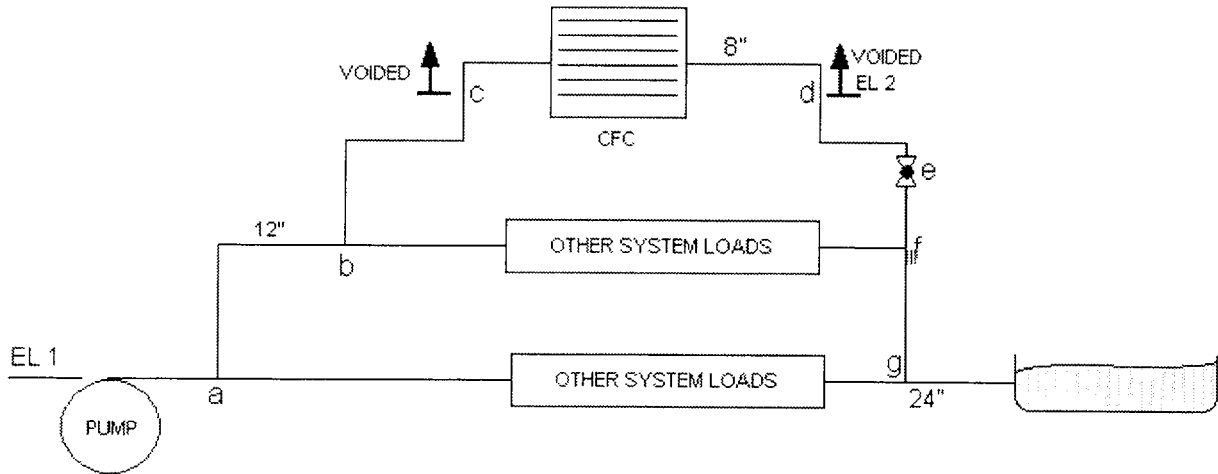 8"
VOIDED
VOIDED
EL 2
c
d
CFC
e
12"
OTHER SYSTEM LOADS
f
b
EL 1
OTHER SYSTEM LOADS
g
a
24"
PUMP